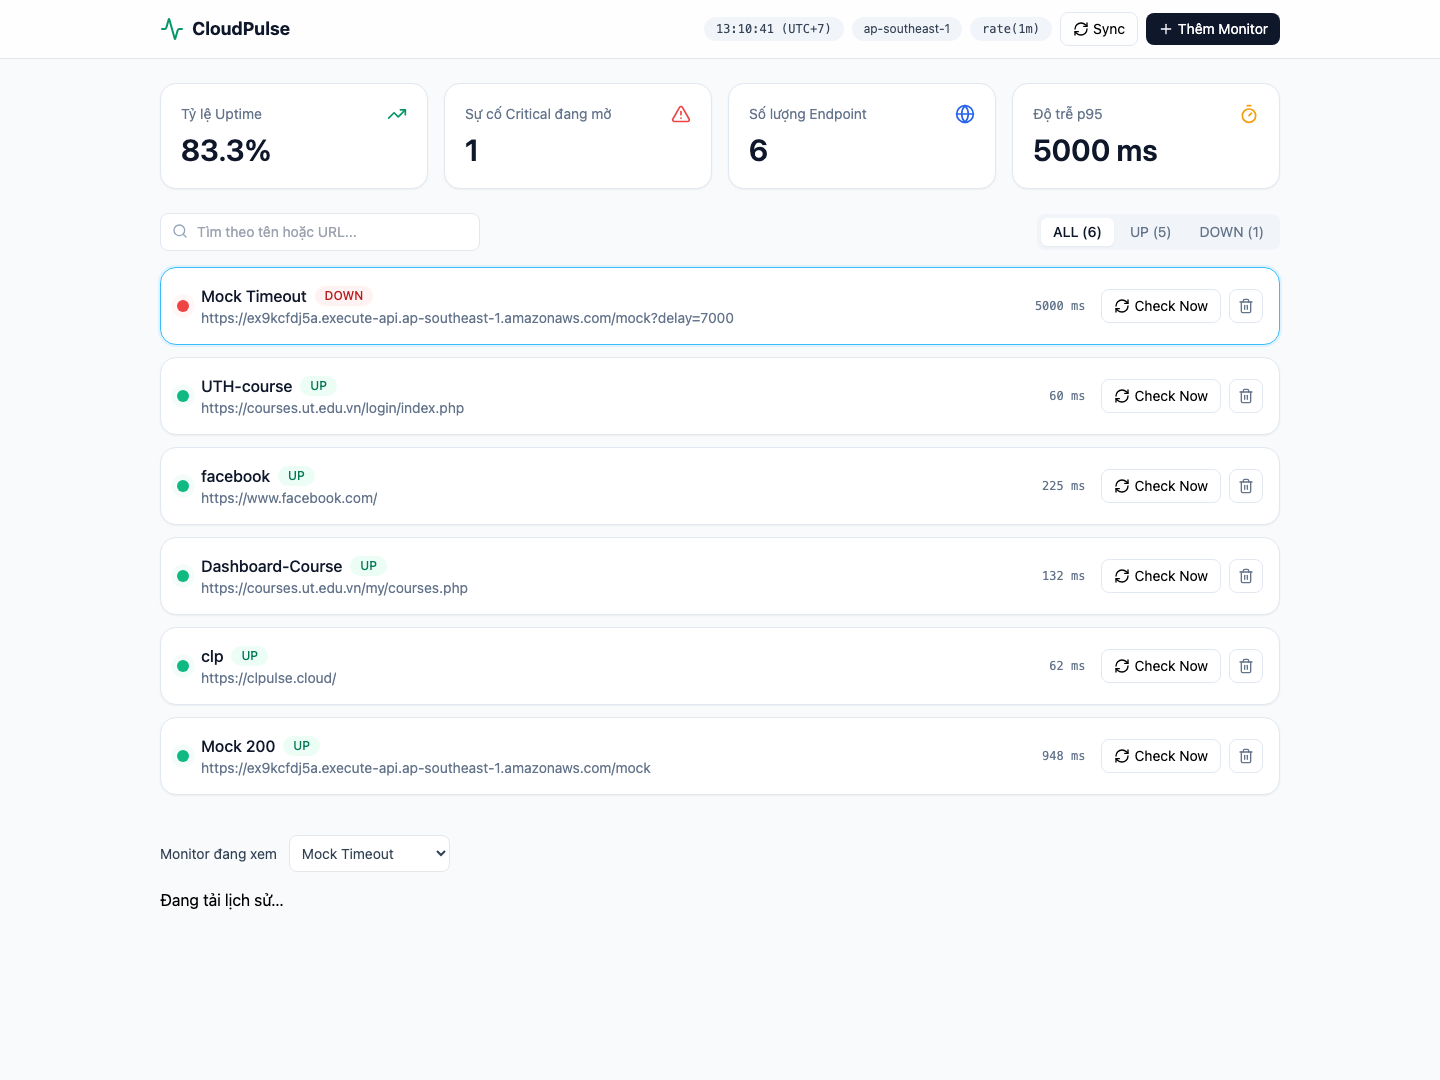 CloudPulse
13:10:41 (UTC+7)
ap-southeast-1
rate(1m)
Sync
Thêm Monitor
Tỷ lệ Uptime
83.3%
Sự cố Critical đang mở
1
Số lượng Endpoint
6
Độ trễ p95
5000 ms
Tìm theo tên hoặc URL...
ALL (6)
UP (5)
DOWN (1)
Mock Timeout DOWN
https://ex9kcfdj5a.execute-api.ap-southeast-1.amazonaws.com/mock?delay=7000
5000 ms
Check Now
UTH-course UP
https://courses.ut.edu.vn/login/index.php
60 ms
Check Now
facebook UP
https://www.facebook.com/
225 ms
Check Now
Dashboard-Course UP
https://courses.ut.edu.vn/my/courses.php
132 ms
Check Now
clp UP
https://clpulse.cloud/
62 ms
Check Now
Mock 200 UP
https://ex9kcfdj5a.execute-api.ap-southeast-1.amazonaws.com/mock
948 ms
Check Now
Monitor đang xem
Mock Timeout
Đang tải lịch sử...